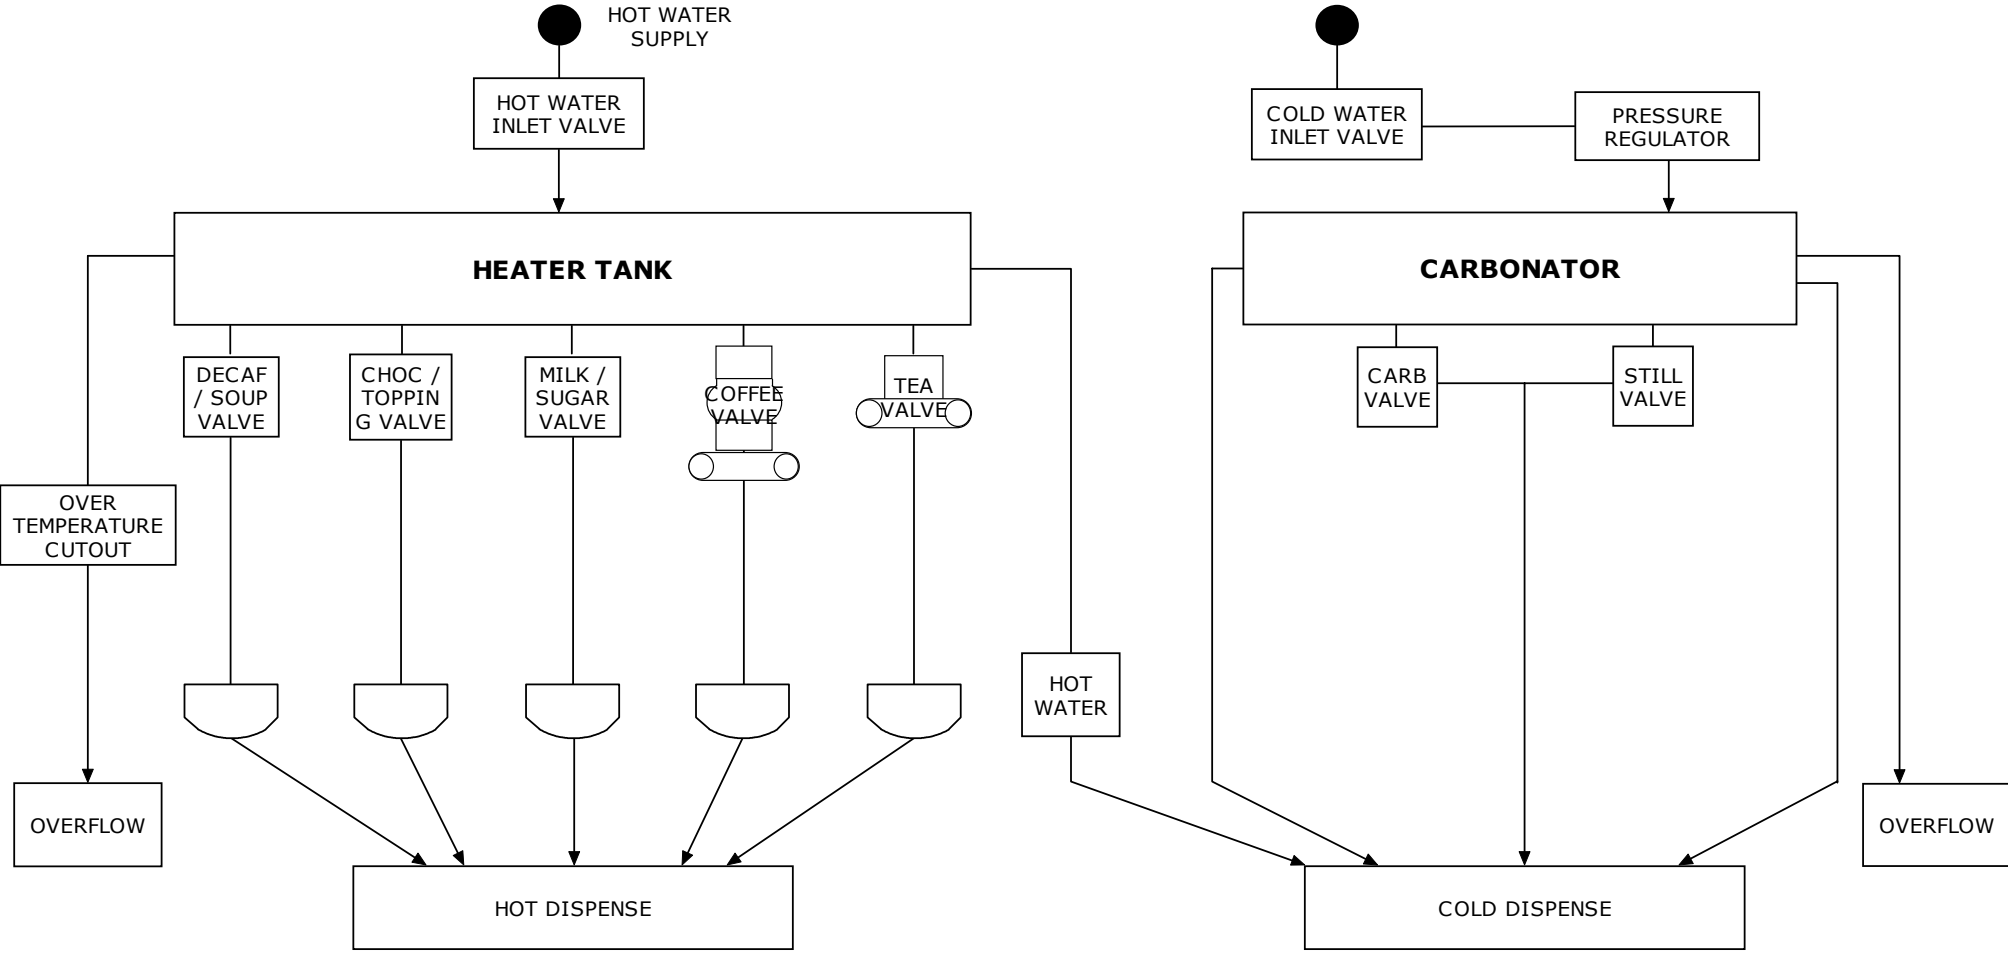 HOT WATER
SUPPLY
HOT WATER
INLET VALVE
COLD WATER
INLET VALVE
PRESSURE
REGULATOR
HEATER TANK
CARBONATOR
DECAF
/ SOUP
VALVE
CHOC /
TOPPIN
G VALVE
MILK /
SUGAR
VALVE
COFFEE
VALVE
TEA
VALVE
CARB
VALVE
STILL
VALVE
OVER
TEMPERATURE
CUTOUT
HOT
WATER
OVERFLOW
OVERFLOW
HOT DISPENSE
COLD DISPENSE